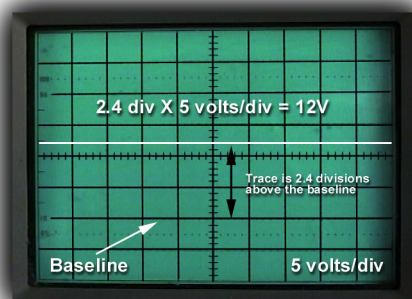 2.4 div X 5 volts/div = 12V
Trace is 2.4 divisions
above the baseline
Baseline
5 volts/div